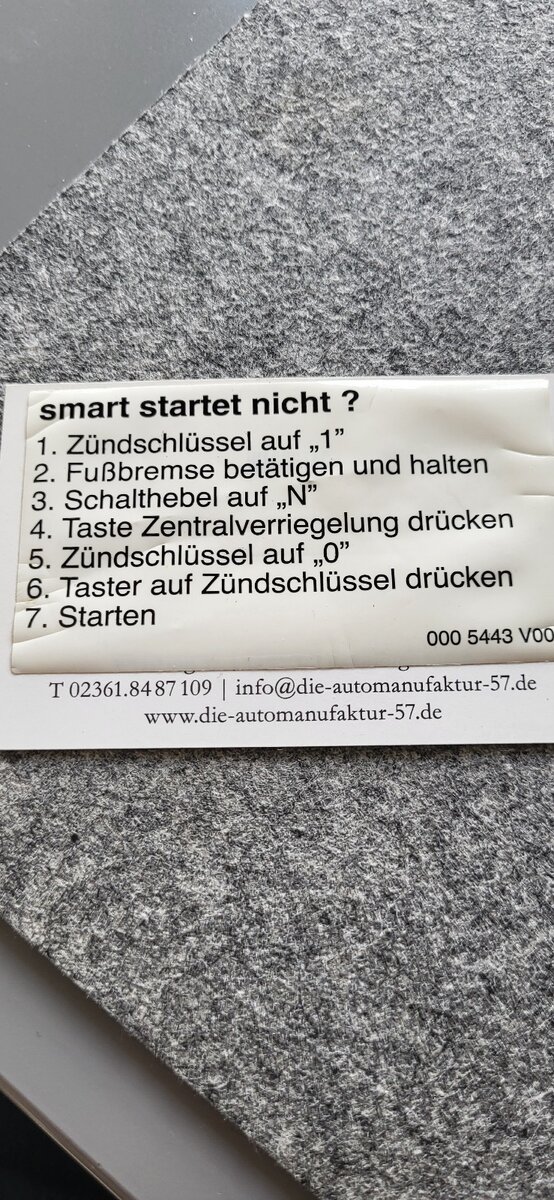 smart startet nicht ?
1. Zündschlüssel auf „1”
2. Fußbremse betätigen und halten
3. Schalthebel auf „N”
4. Taste Zentralverriegelung drücken
5. Zündschlüssel auf „0”
6. Taster auf Zündschlüssel drücken
7. Starten
000 5443 V00
T 02361.84 87 109 | info@die-automanufaktur-57.de
www.die-automanufaktur-57.de